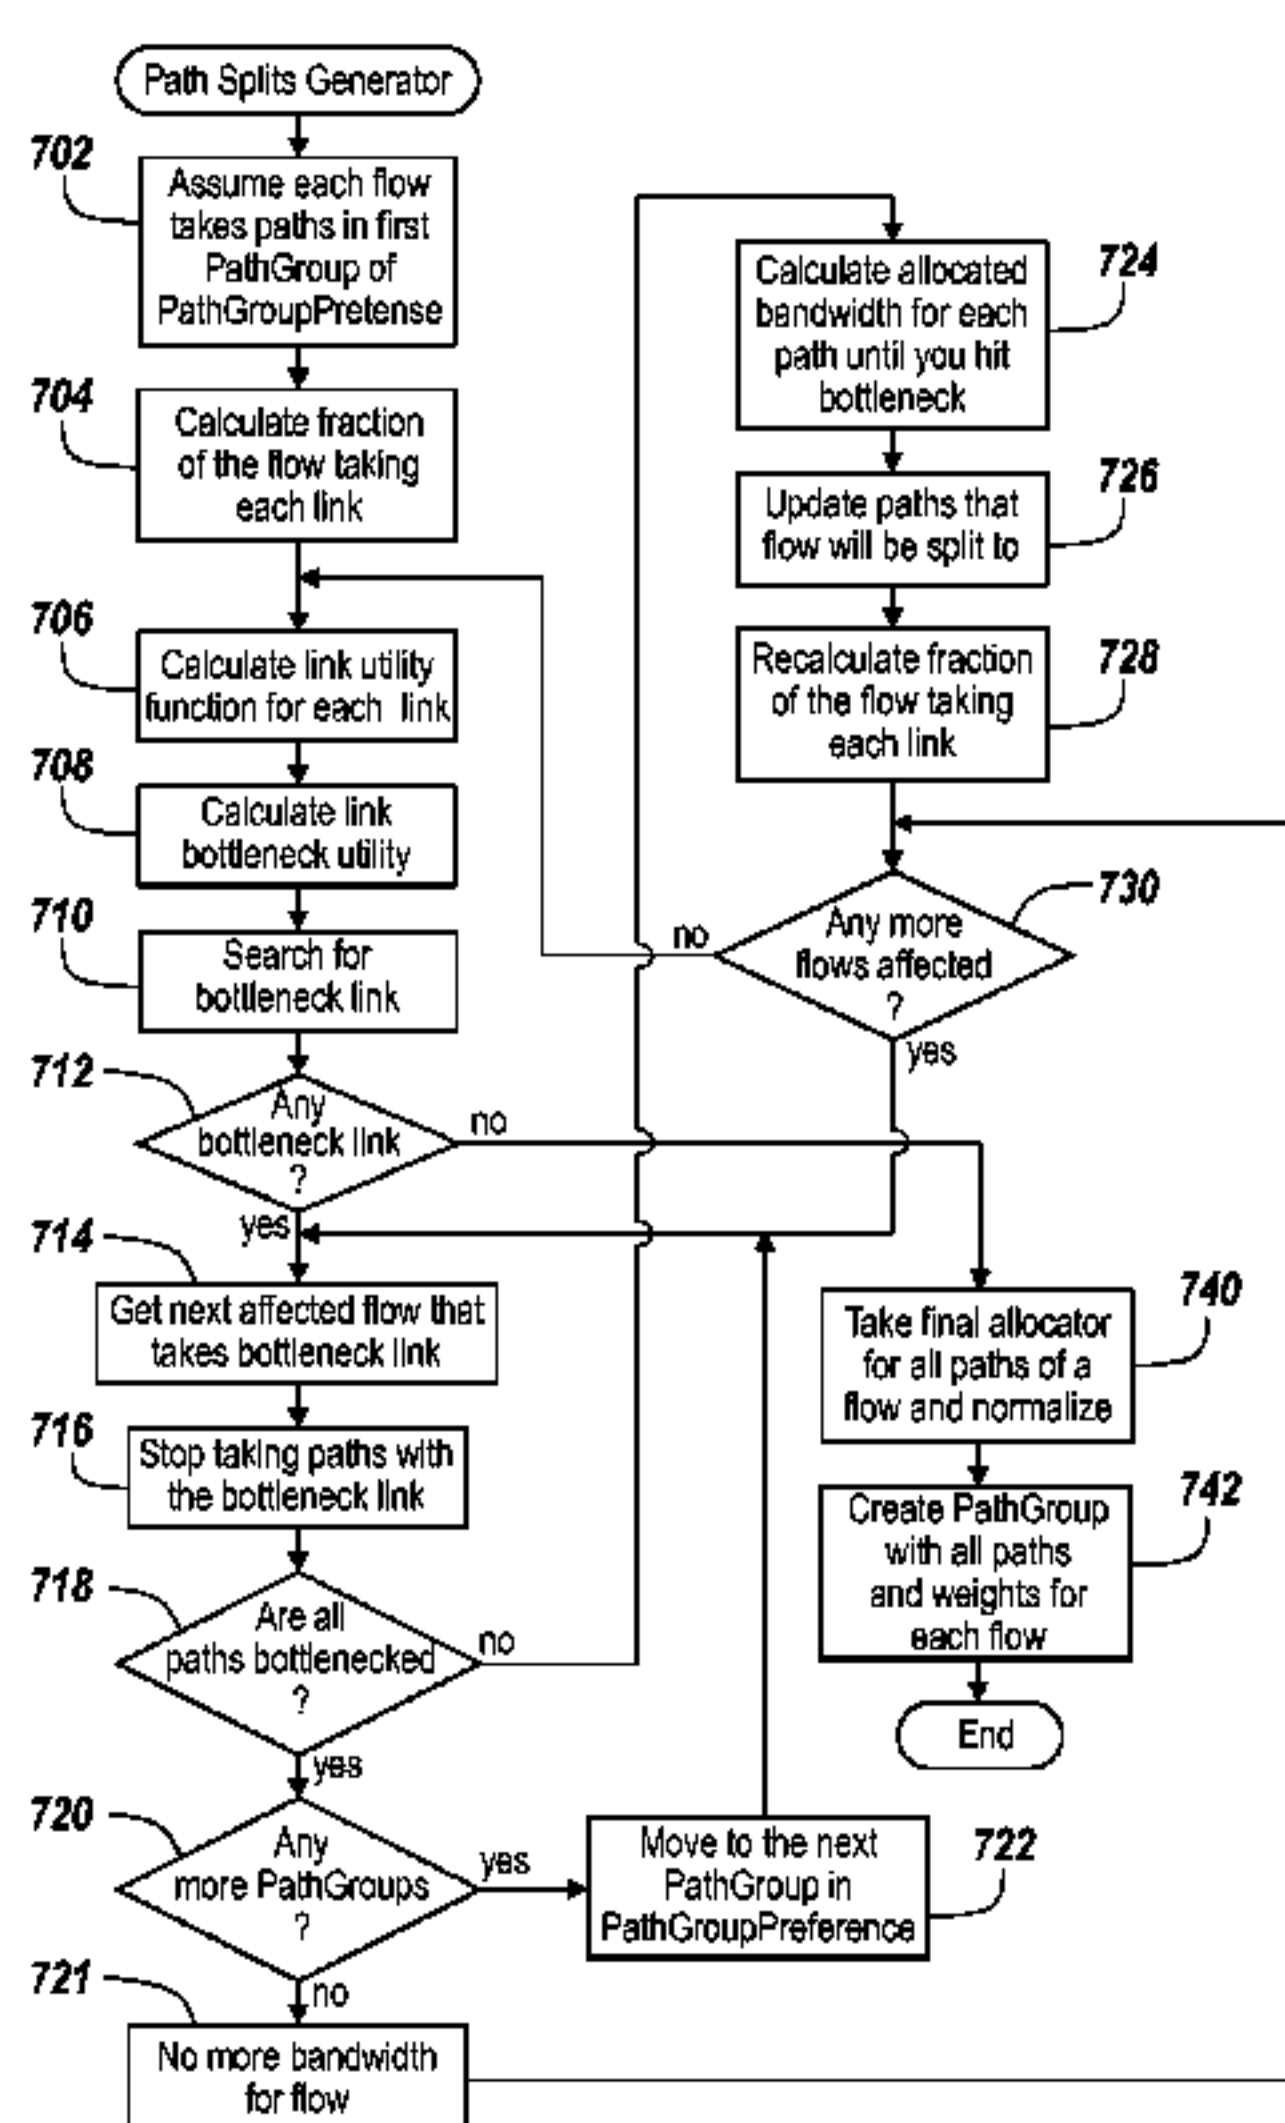 Path Splits Generator
702
Assume each flow
takes paths in first
PathGroup of
PathGroupPretense
704
Calculate fraction
of the flow taking
each link
706
Calculate link utility
function for each link
708
Calculate link
bottleneck utility
710
Search for
bottleneck link
712
Any
bottleneck link
?
no
yes
714
Get next affected flow that
takes bottleneck link
716
Stop taking paths with
the bottleneck link
718
Are all
paths bottlenecked
?
no
yes
720
Any
more PathGroups
?
yes
no
721
No more bandwidth
for flow
722
Move to the next
PathGroup in
PathGroupPreference
724
Calculate allocated
bandwidth for each
path until you hit
bottleneck
726
Update paths that
flow will be split to
728
Recalculate fraction
of the flow taking
each link
730
Any more
flows affected
?
no
yes
740
Take final allocator
for all paths of a
flow and normalize
742
Create PathGroup
with all paths
and weights for
each flow
End